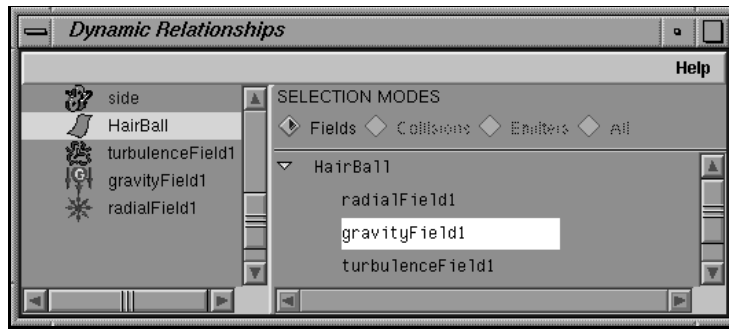 Dynamic Relationships
Help
side
HairBall
turbulenceField1
gravityField1
radialField1
SELECTION MODES
Fields Collisions Emitters All
HairBall
radialField1
gravityField1
turbulenceField1